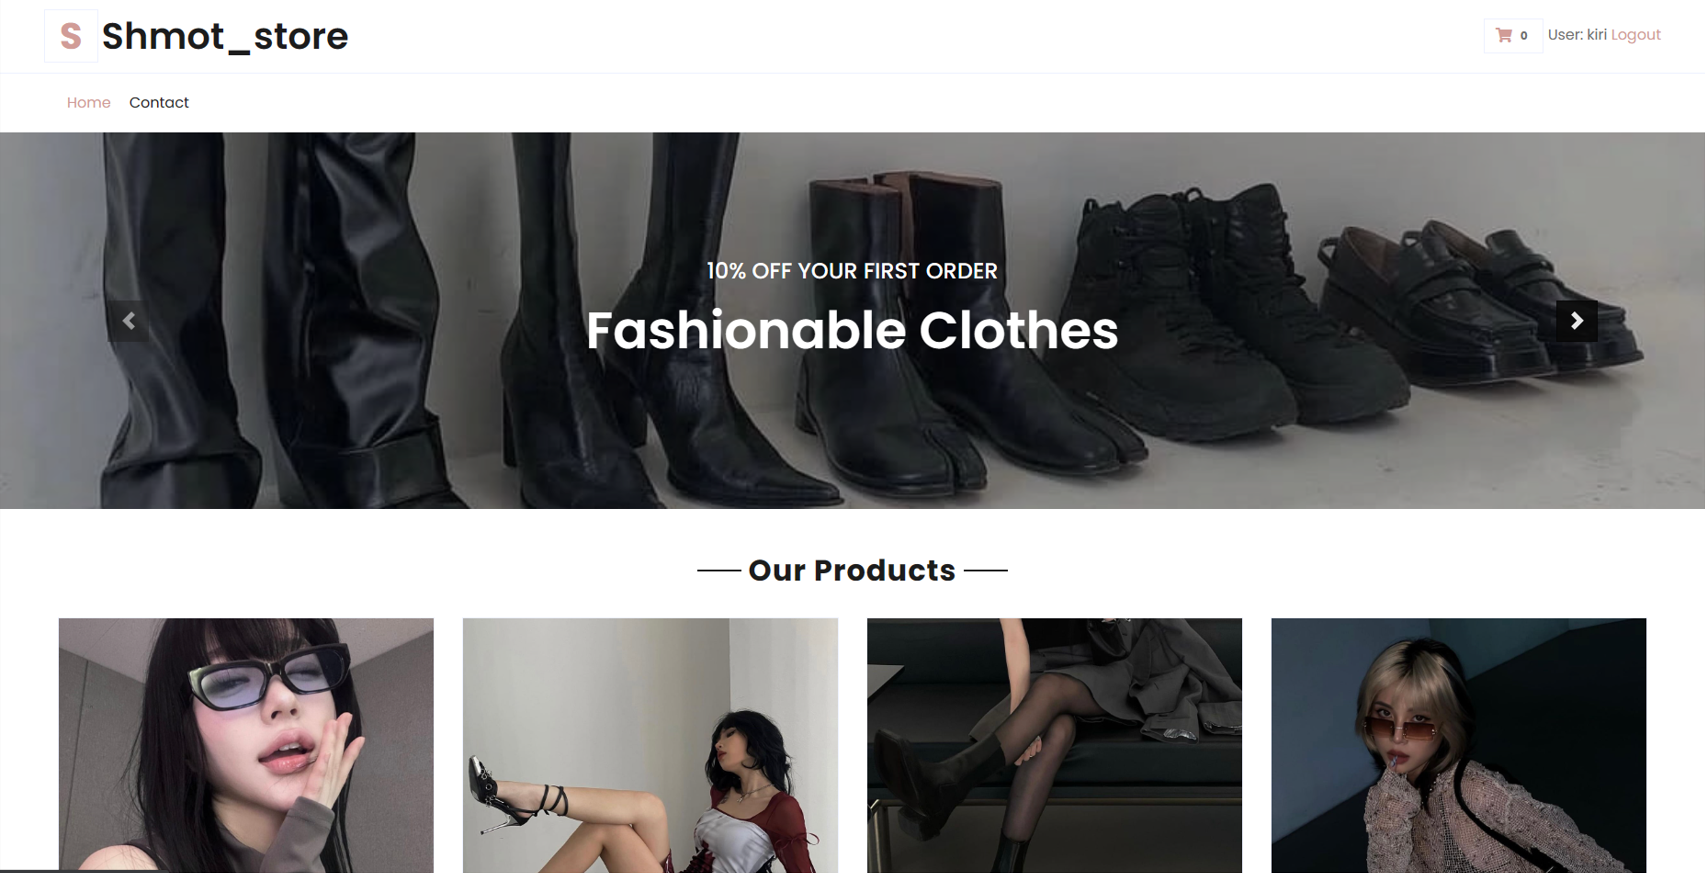 S Shmot_store
0 User: kiri Logout
Home Contact
10% OFF YOUR FIRST ORDER
Fashionable Clothes
Our Products